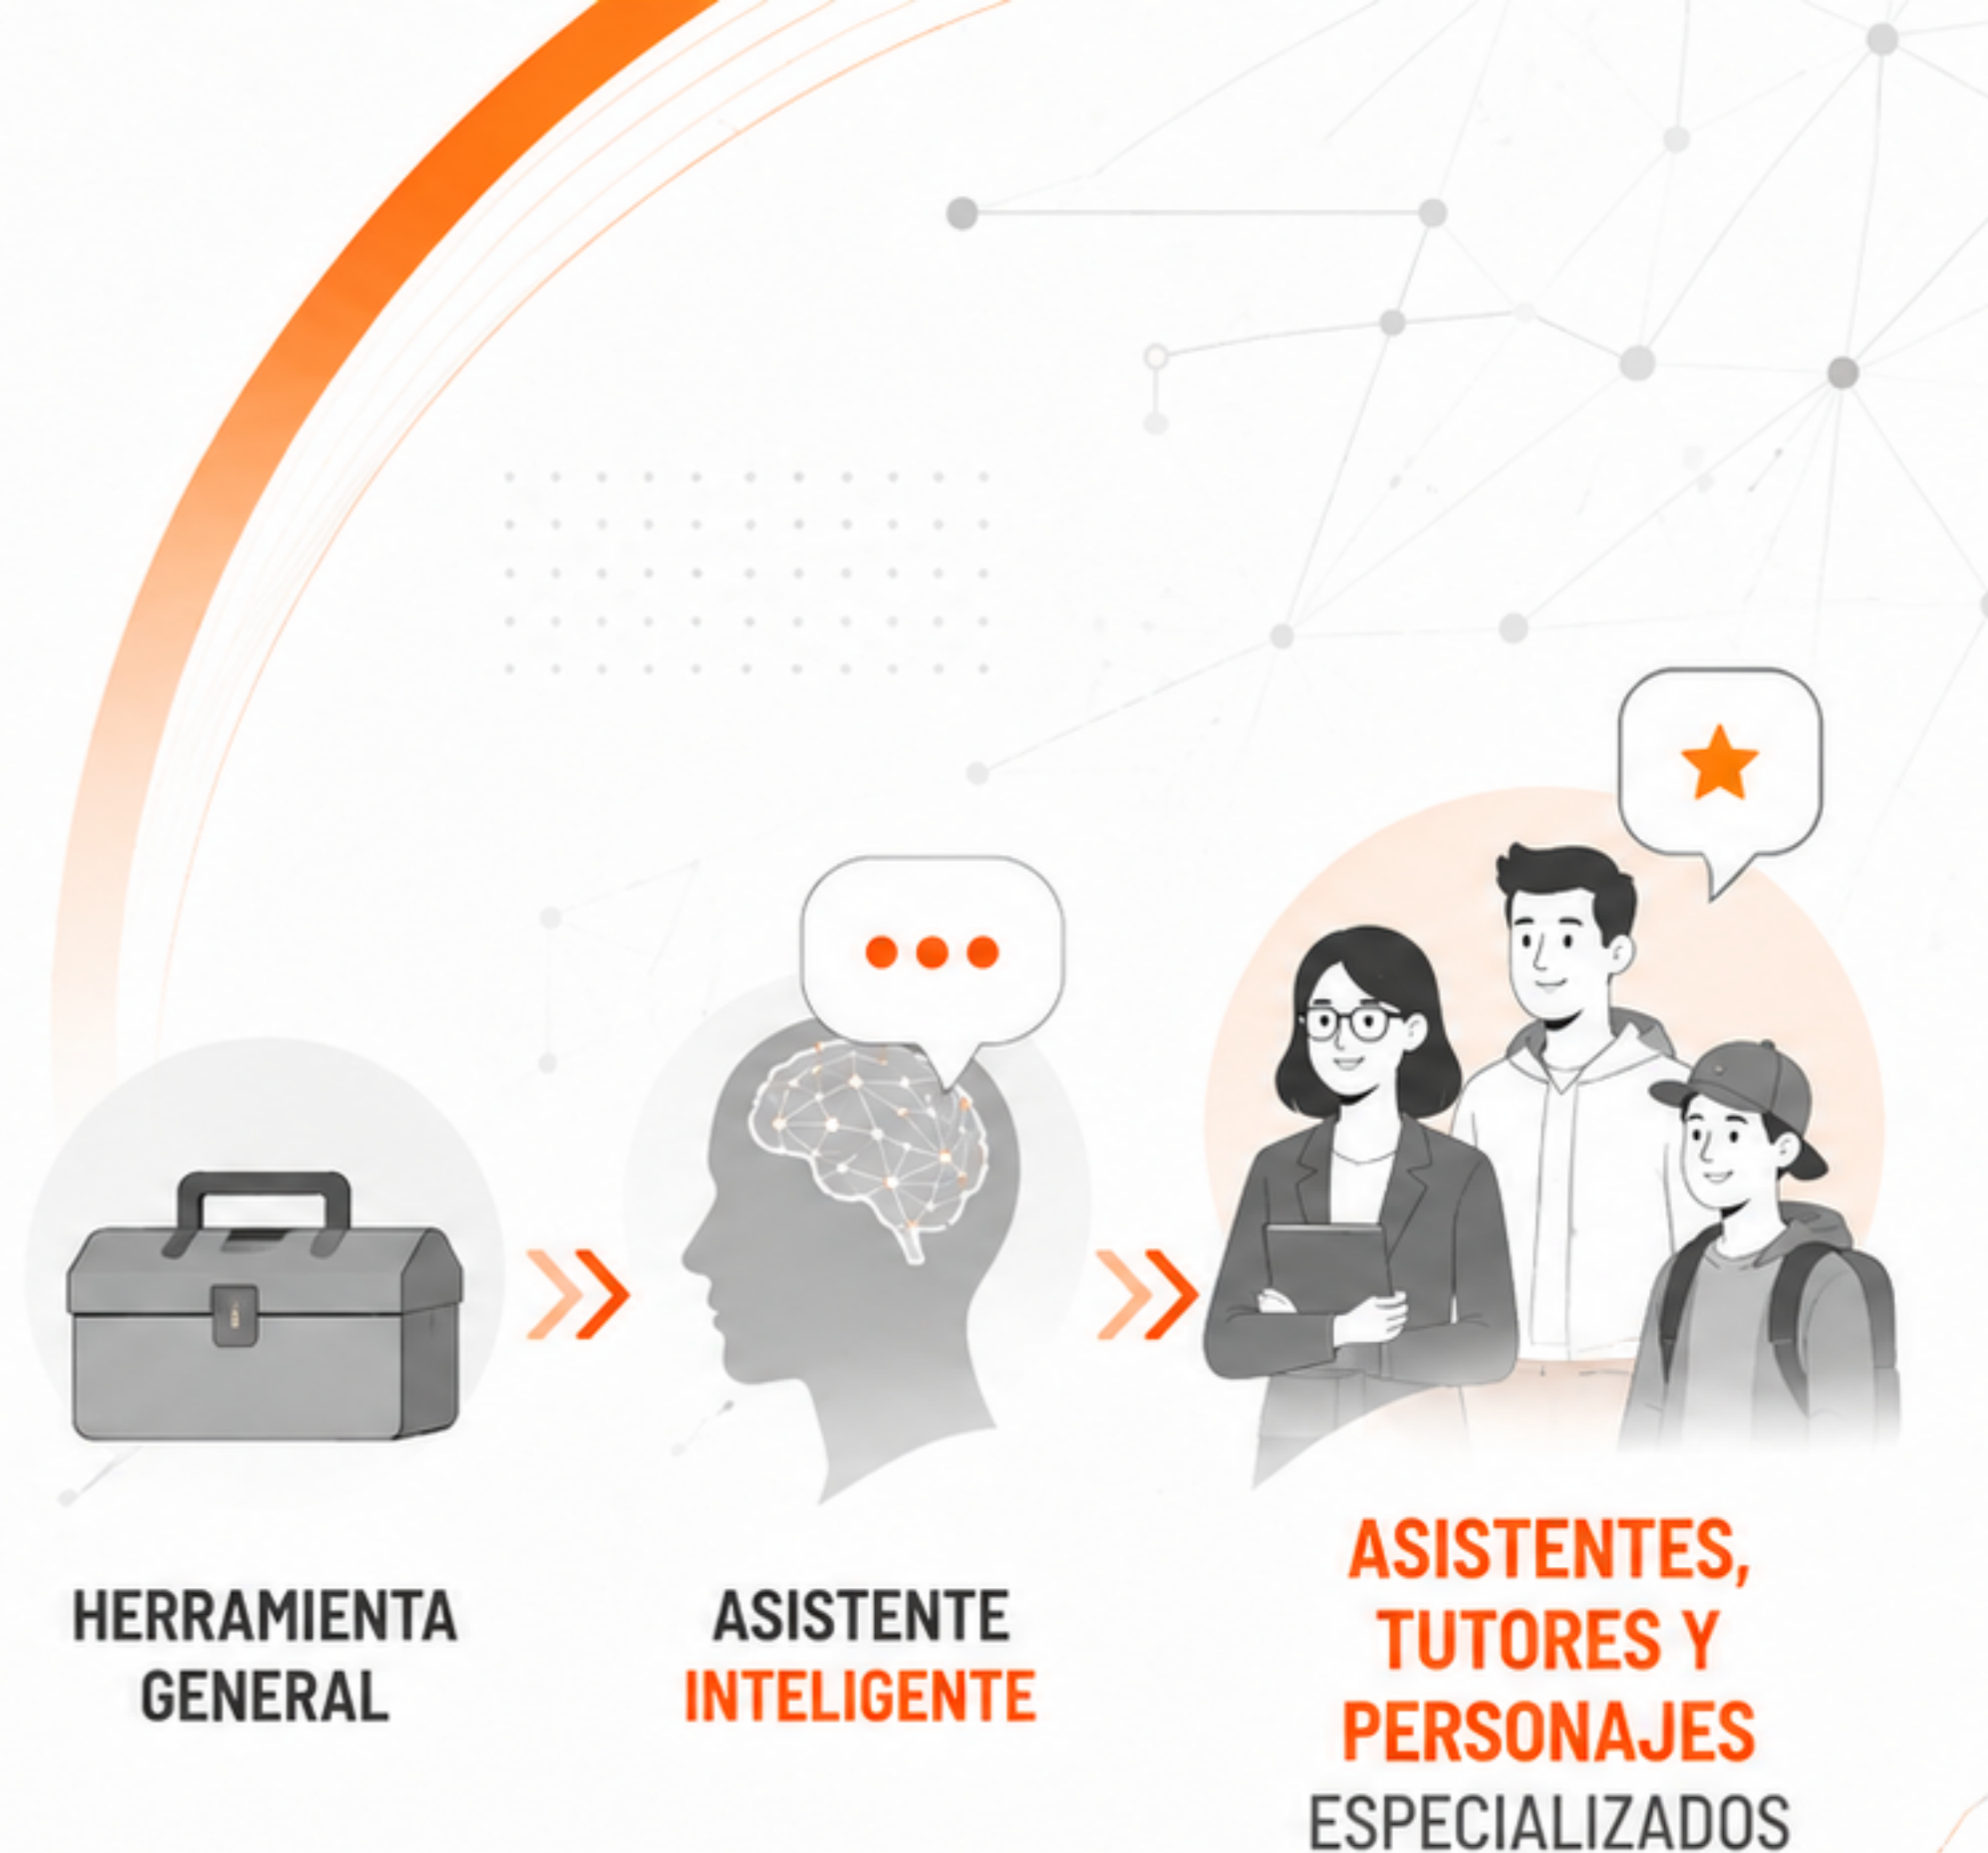 HERRAMIENTA
GENERAL
ASISTENTE
INTELIGENTE
ASISTENTES,
TUTORES Y
PERSONAJES
ESPECIALIZADOS